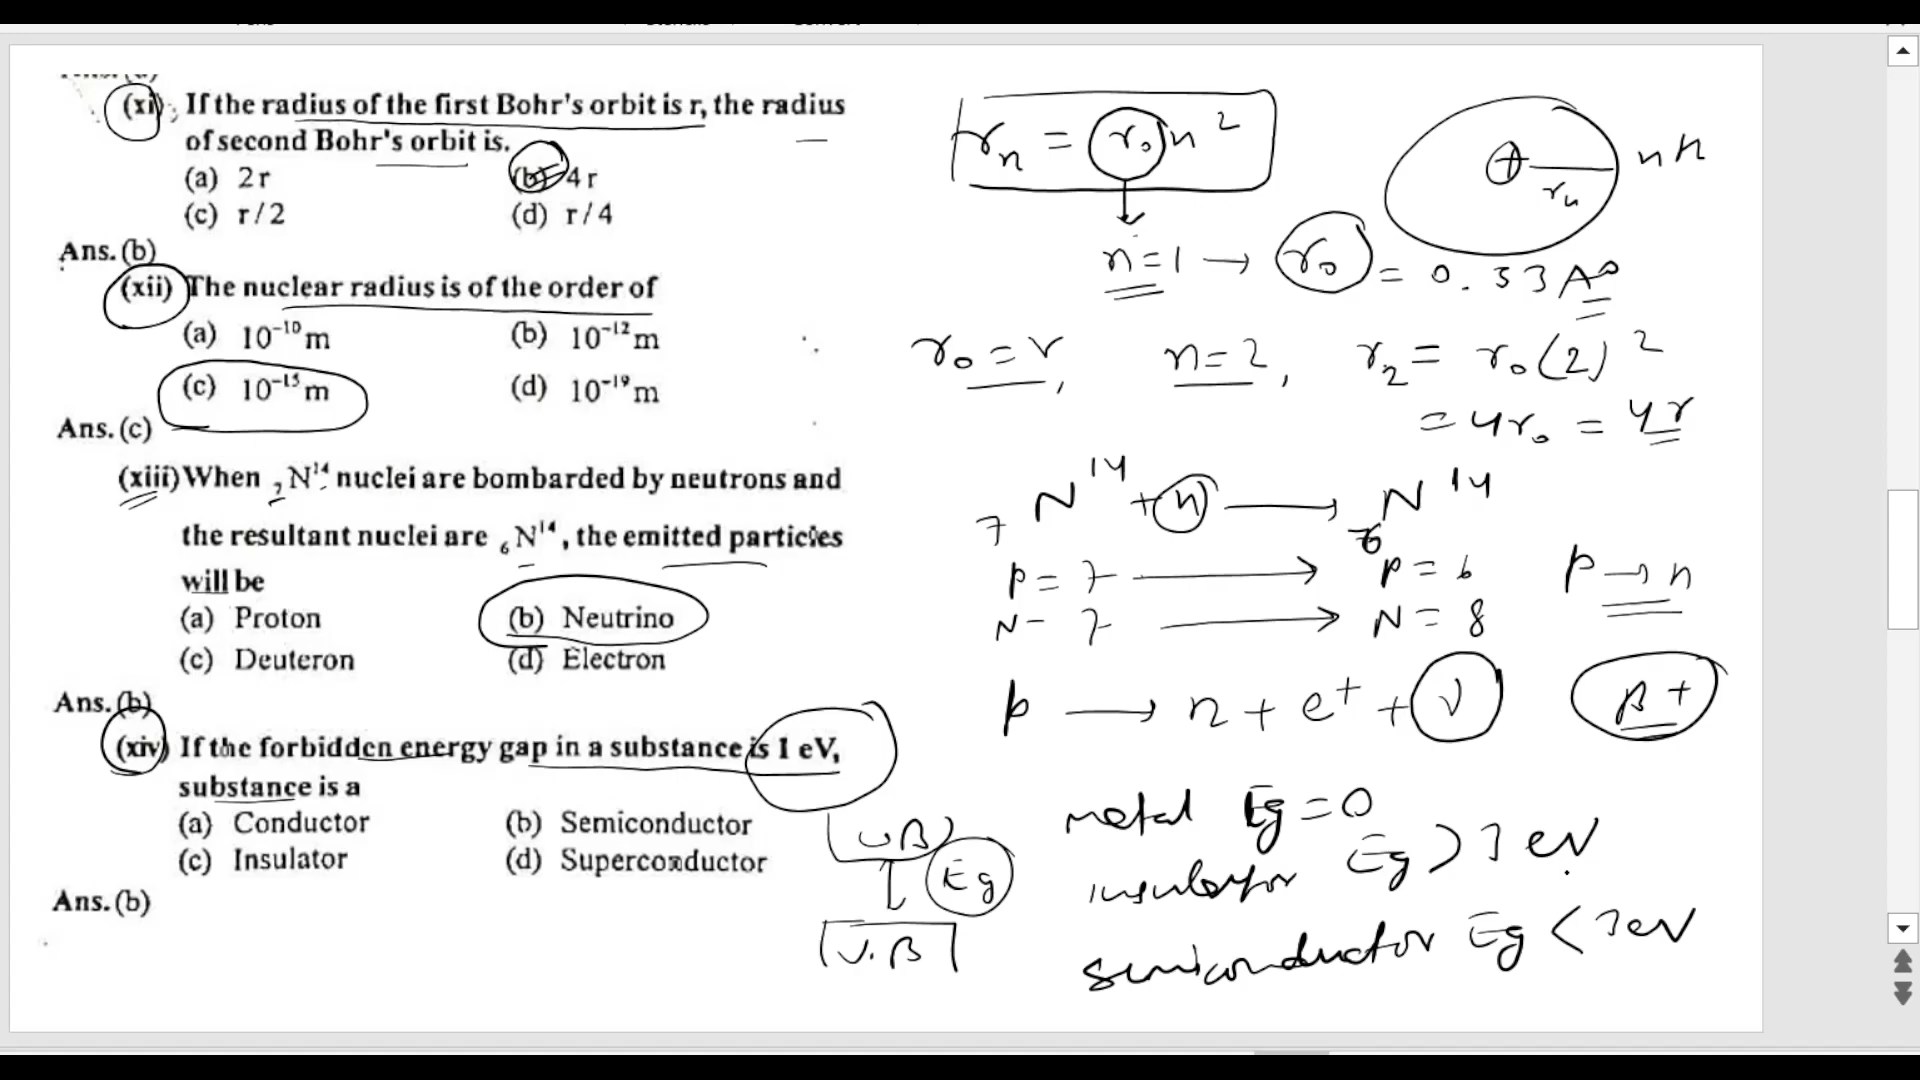 (xi) If the radius of the first Bohr's orbit is r, the radius
of second Bohr's orbit is.
(a) 2r (b) 4r
(c) r/2 (d) r/4
Ans.(b)
(xii) The nuclear radius is of the order of
(a) 10⁻¹⁰m (b) 10⁻¹²m
(c) 10⁻¹⁵m (d) 10⁻¹⁹m
Ans.(c)
(xiii) When ₇N¹⁴ nuclei are bombarded by neutrons and
the resultant nuclei are ₆N¹⁴, the emitted particles
will be
(a) Proton (b) Neutrino
(c) Deuteron (d) Electron
Ans.(b)
(xiv) If the forbidden energy gap in a substance is 1 eV,
substance is a
(a) Conductor (b) Semiconductor
(c) Insulator (d) Superconductor
Ans.(b)
rₙ = r₀n²
+ rₙ
n=1 → r₀ = 0.53A°
r₀ = r, n=2, r₂ = r₀(2)²
= 4r₀ = 4r
₇N¹⁴ + n → ₆N¹⁴
P = 7 → P = 6 P → n
N - 7 → N = 8
p → n + e⁺ + ν β+
metal Eg = 0
insulator Eg > 3 eV
semiconductor Eg < 3 eV
Eg
V.B